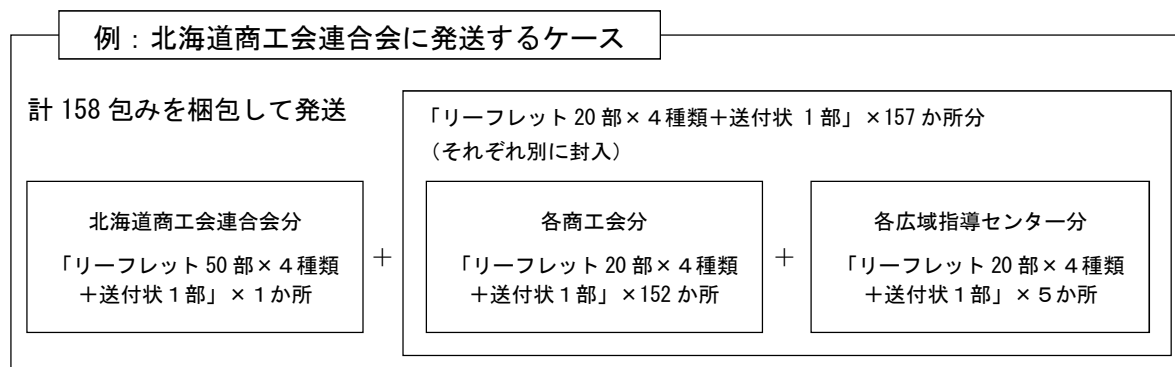 例：北海道商工会連合会に発送するケース
計 158 包みを梱包して発送
「リーフレット 20 部×４種類＋送付状 1 部」×157 か所分
（それぞれ別に封入）
北海道商工会連合会分
「リーフレット 50 部×４種類
＋送付状１部」×１か所
＋
各商工会分
「リーフレット 20 部×４種類
＋送付状１部」×152 か所
＋
各広域指導センター分
「リーフレット 20 部×４種類
＋送付状１部」×５か所